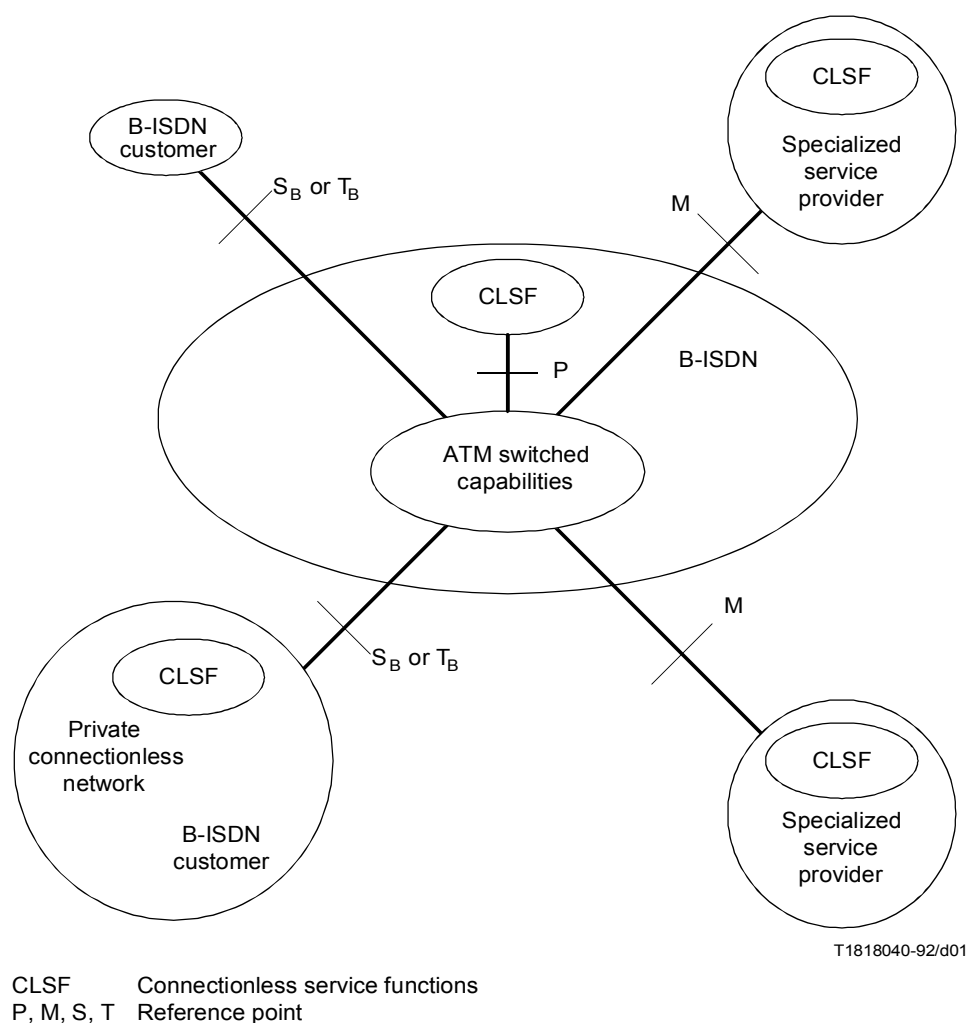 CLSF
Specialized
service
provider
B-ISDN
customer
S_B or T_B
M
CLSF
P
B-ISDN
ATM switched
capabilities
M
S_B or T_B
CLSF
Private
connectionless
network
B-ISDN
customer
CLSF
Specialized
service
provider
T1818040-92/d01
CLSF Connectionless service functions
P, M, S, T Reference point